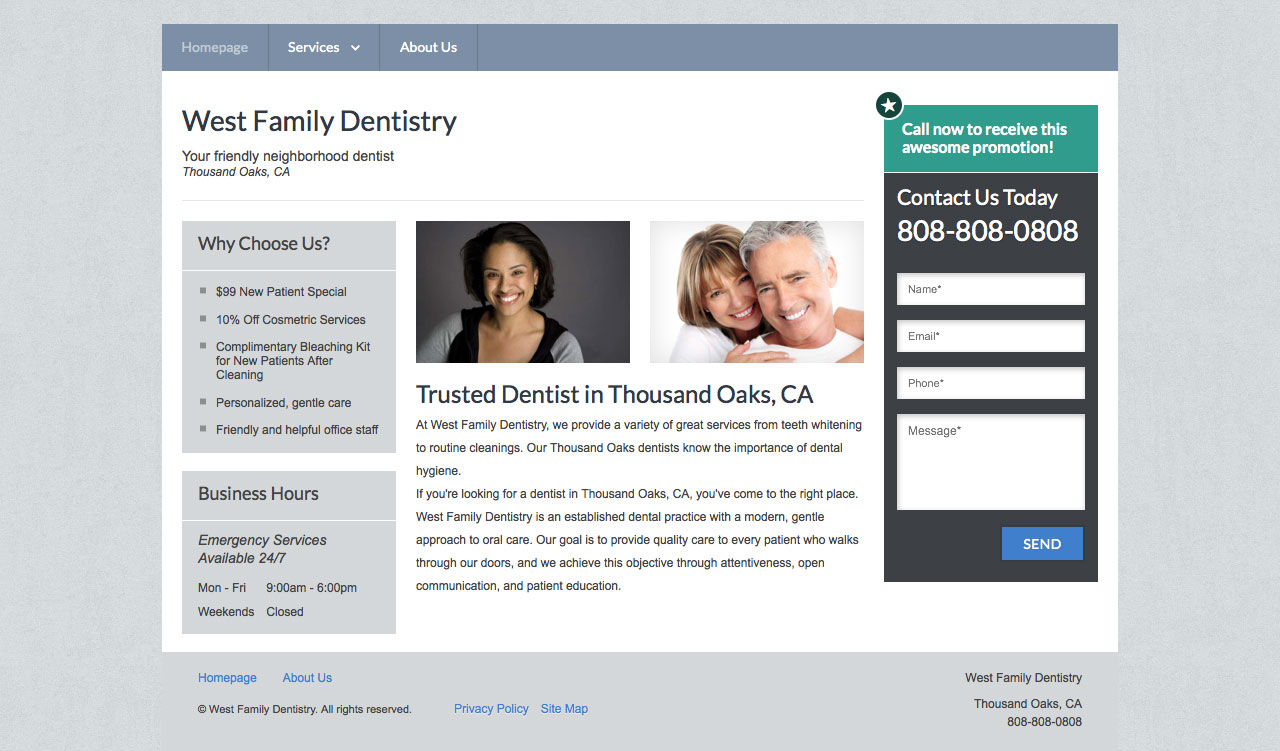 Homepage
Services
About Us
West Family Dentistry
Your friendly neighborhood dentist
Thousand Oaks, CA
Call now to receive this
awesome promotion!
Contact Us Today
808-808-0808
Name*
Email*
Phone*
Message*
SEND
Why Choose Us?
$99 New Patient Special
10% Off Cosmetric Services
Complimentary Bleaching Kit
for New Patients After
Cleaning
Personalized, gentle care
Friendly and helpful office staff
Business Hours
Emergency Services
Available 24/7
Mon - Fri 9:00am - 6:00pm
Weekends Closed
Trusted Dentist in Thousand Oaks, CA
At West Family Dentistry, we provide a variety of great services from teeth whitening
to routine cleanings. Our Thousand Oaks dentists know the importance of dental
hygiene.
If you're looking for a dentist in Thousand Oaks, CA, you've come to the right place.
West Family Dentistry is an established dental practice with a modern, gentle
approach to oral care. Our goal is to provide quality care to every patient who walks
through our doors, and we achieve this objective through attentiveness, open
communication, and patient education.
Homepage About Us
© West Family Dentistry. All rights reserved. Privacy Policy Site Map
West Family Dentistry
Thousand Oaks, CA
808-808-0808